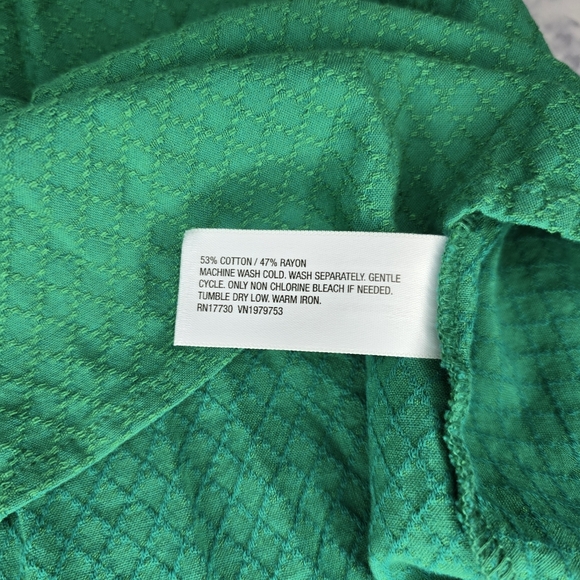 53% COTTON / 47% RAYON
MACHINE WASH COLD. WASH SEPARATELY. GENTLE
CYCLE. ONLY NON CHLORINE BLEACH IF NEEDED.
TUMBLE DRY LOW. WARM IRON.
RN17730 VN1979753